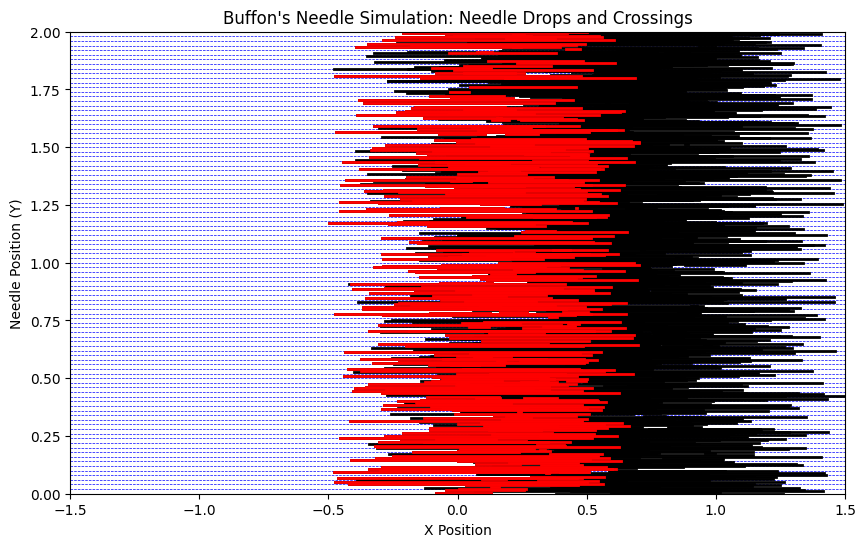 Buffon's Needle Simulation: Needle Drops and Crossings
Needle Position (Y)
2.00
1.75
1.50
1.25
1.00
0.75
0.50
0.25
0.00
−1.5 −1.0 −0.5 0.0 0.5 1.0 1.5
X Position